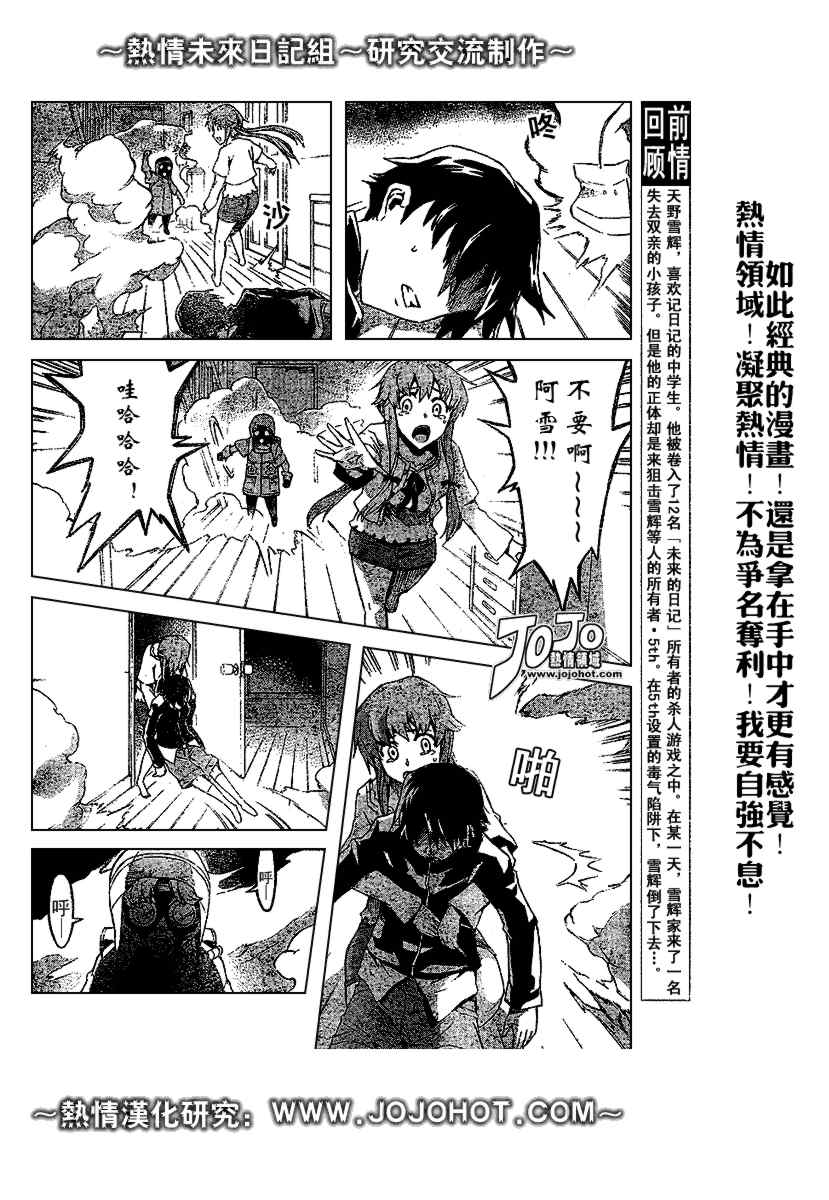 ～熱情未來日記組～研究交流制作～
如此經典的漫畫！還是拿在手中才更有感覺！
熱情領域！凝聚熱情！不為爭名奪利！我要自強不息！
前情
回顾
天野雪辉，喜欢记日记的中学生。他被卷入了12名「未来的日记」所有者的杀人游戏之中。在某一天，雪辉家来了一名
失去双亲的小孩子。但是他的正体却是来狙击雪辉等人的所有者·5th。在5th设置的毒气陷阱下，雪辉倒了下去…。
咚
沙
不要啊～～～
阿雪!!!
哇哈哈哈！
JOJO
熱情領域
www.jojohot.com
啪
呼－
呼－
～熱情漢化研究：WWW.JOJOHOT.COM～